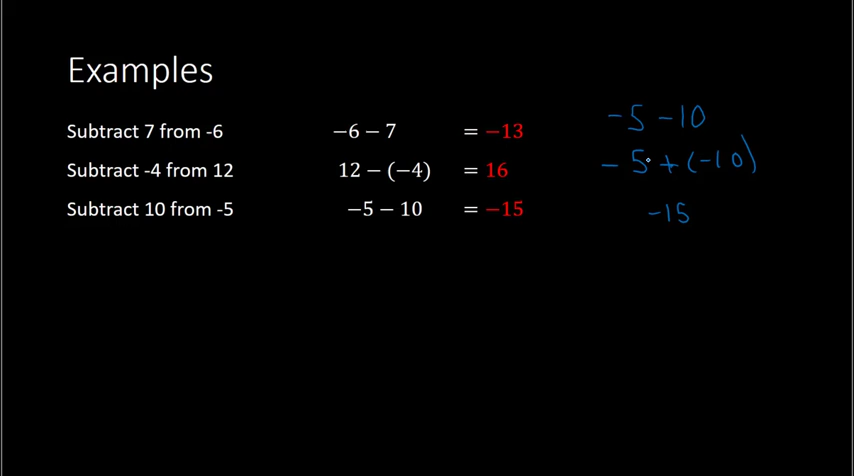 Examples
Subtract 7 from -6 −6 − 7 = −13
Subtract -4 from 12 12 − (−4) = 16
Subtract 10 from -5 −5 − 10 = −15
-5 -10
- 5 + (-10)
-15